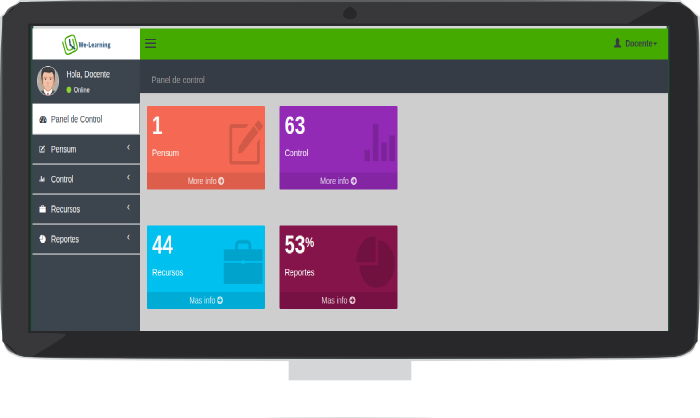 We-Learning
Docente
Hola, Docente
Online
Panel de control
Panel de Control
Pensum
Control
Recursos
Reportes
1
Pensum
More info
63
Control
More info
44
Recursos
Mas info
53%
Reportes
Mas info